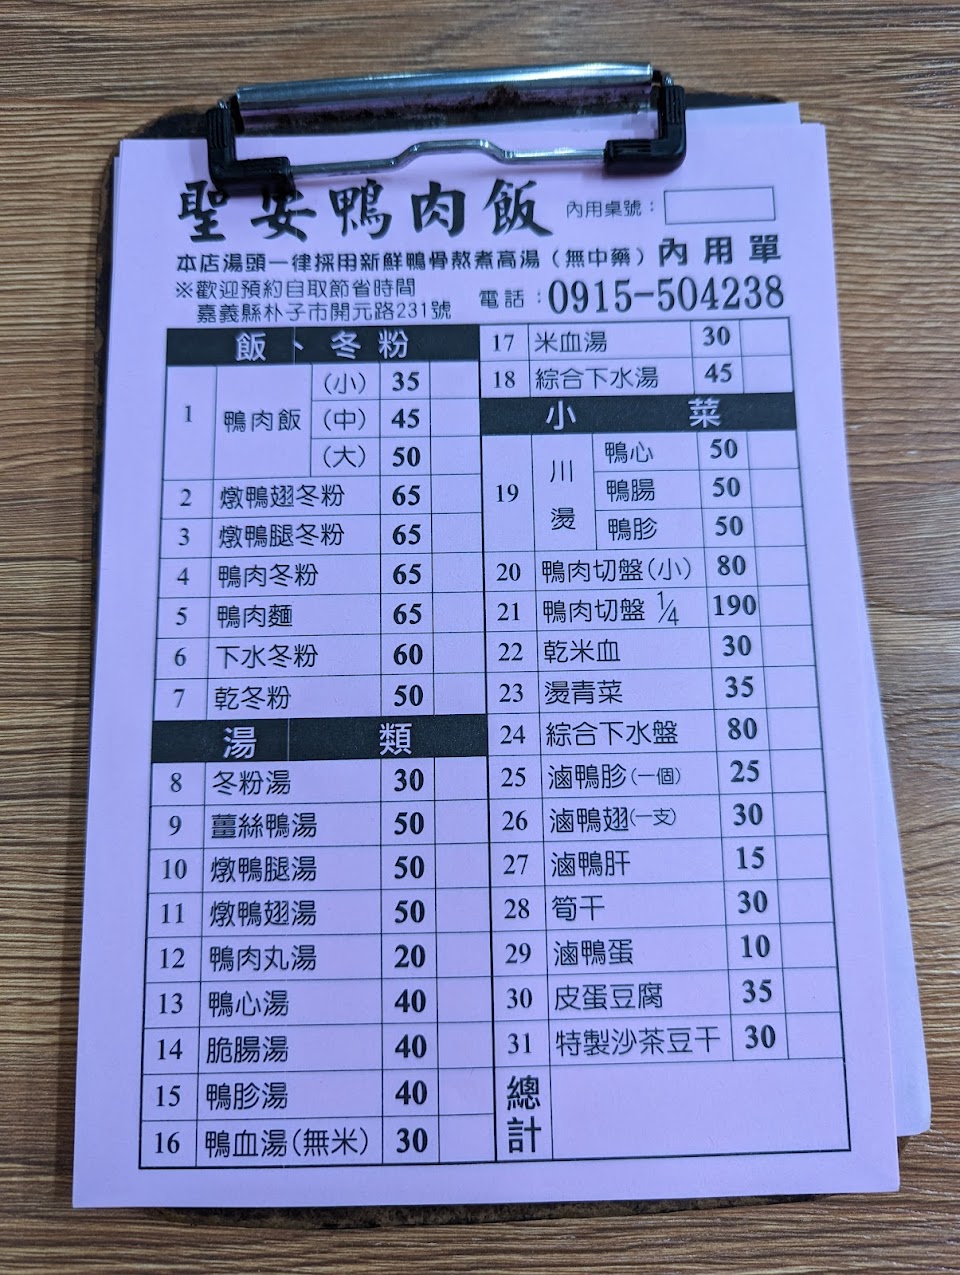 聖安鴨肉飯 內用桌號：
本店湯頭一律採用新鮮鴨骨熬煮高湯（無中藥）內用單
※歡迎預約自取節省時間
嘉義縣朴子市開元路231號
電話：0915-504238
飯、冬粉
1 鴨肉飯 (小) 35
(中) 45
(大) 50
2 燉鴨翅冬粉 65
3 燉鴨腿冬粉 65
4 鴨肉冬粉 65
5 鴨肉麵 65
6 下水冬粉 60
7 乾冬粉 50
湯類
8 冬粉湯 30
9 薑絲鴨湯 50
10 燉鴨腿湯 50
11 燉鴨翅湯 50
12 鴨肉丸湯 20
13 鴨心湯 40
14 脆腸湯 40
15 鴨胗湯 40
16 鴨血湯(無米) 30
17 米血湯 30
18 綜合下水湯 45
小菜
19 川燙 鴨心 50
鴨腸 50
鴨胗 50
20 鴨肉切盤(小) 80
21 鴨肉切盤 1/4 190
22 乾米血 30
23 燙青菜 35
24 綜合下水盤 80
25 滷鴨胗(一個) 25
26 滷鴨翅(一支) 30
27 滷鴨肝 15
28 筍干 30
29 滷鴨蛋 10
30 皮蛋豆腐 35
31 特製沙茶豆干 30
總計